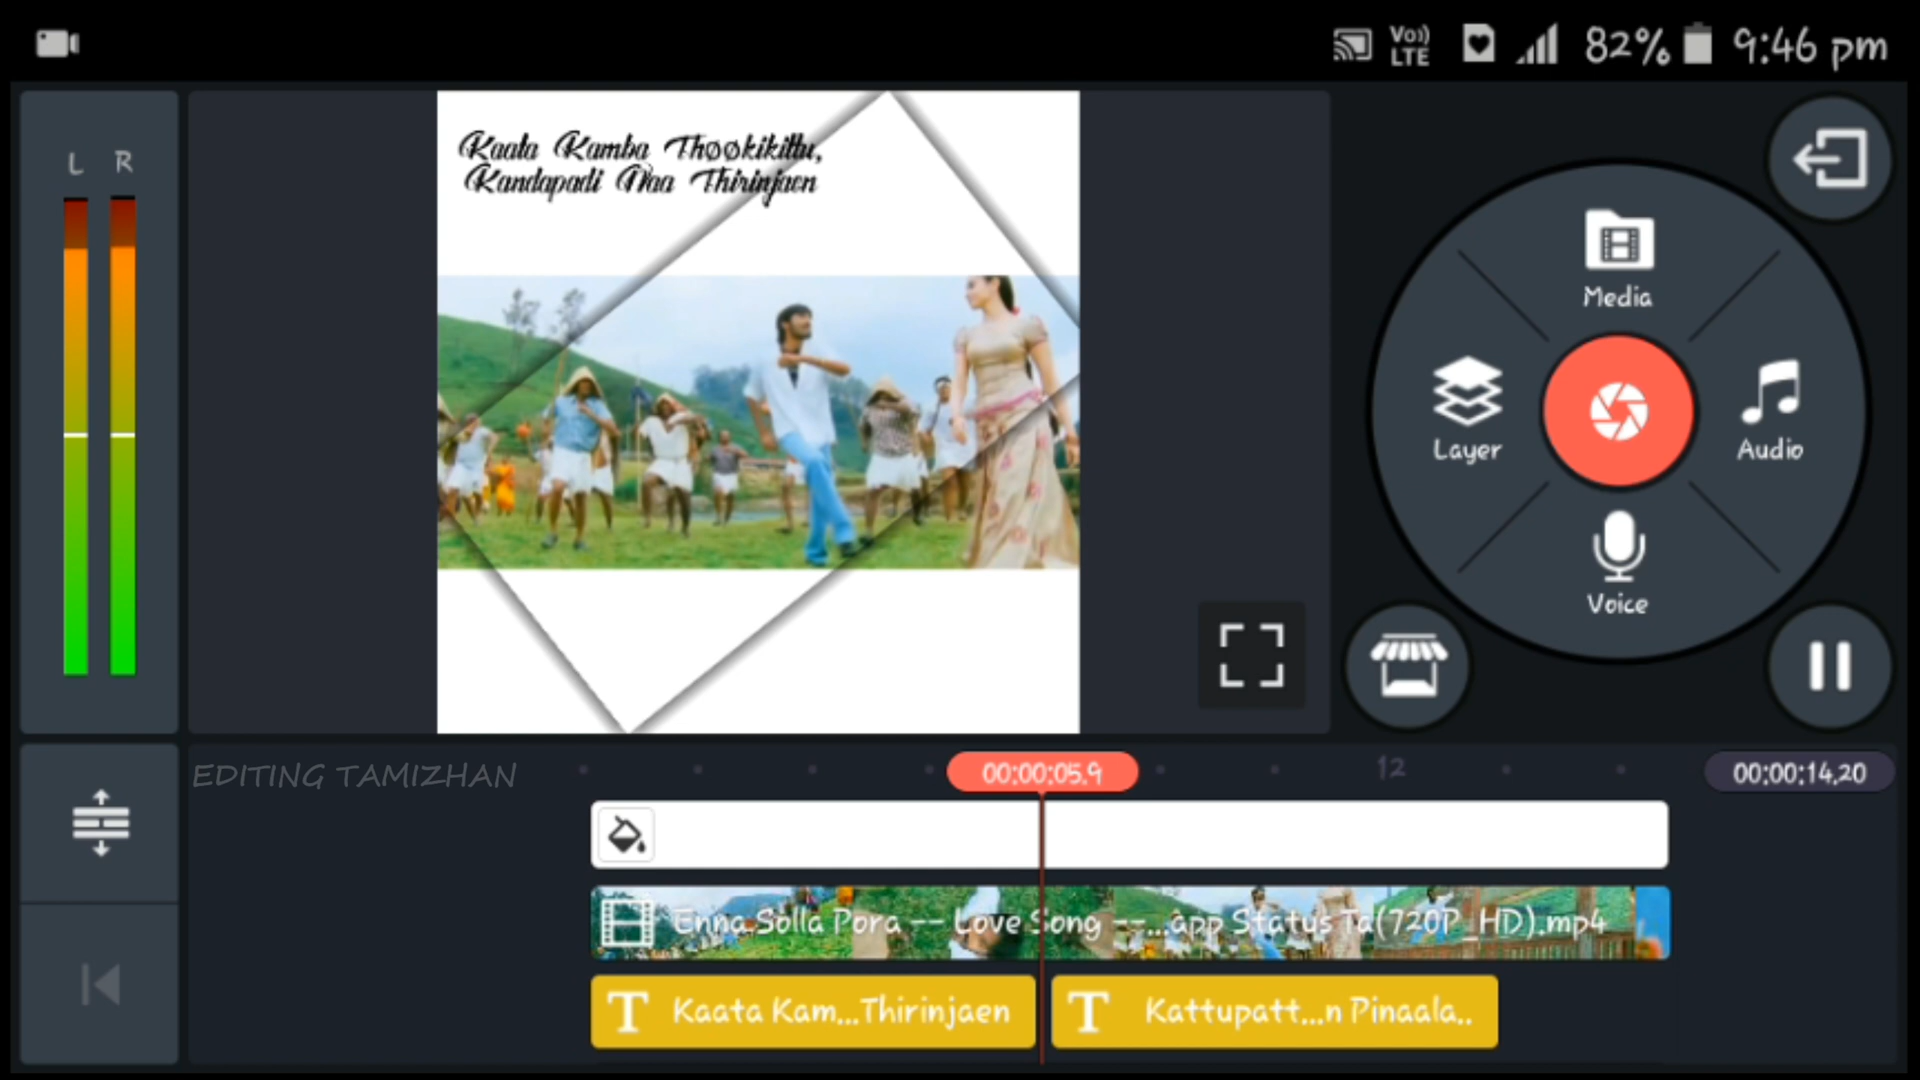 Vo)) LTE 82% 9:46 pm
L R
Kaata Kamba Thøøkikittu,
Kandapadi Naa Thirinjaen
Media
Layer
Audio
Voice
EDITING TAMIZHAN
00:00:05.9
12
00:00:14.20
Enna Solla Pora -- Love Song --...app Status Ta(720P_HD).mp4
T Kaata Kam...Thirinjaen
T Kattupatt...n Pinaala..